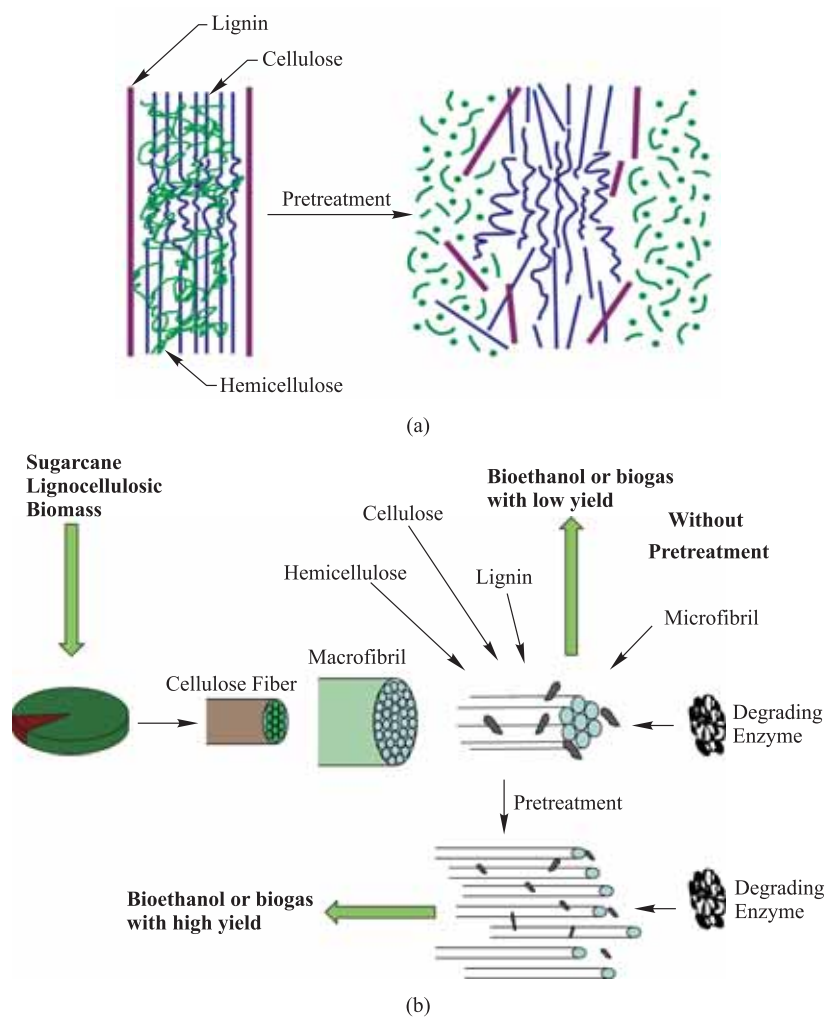 Lignin
Cellulose
Pretreatment
Hemicellulose
(a)
Sugarcane
Lignocellulosic
Biomass
Bioethanol or biogas
with low yield
Without
Pretreatment
Cellulose
Hemicellulose
Lignin
Microfibril
Macrofibril
Cellulose Fiber
Degrading
Enzyme
Pretreatment
Bioethanol or biogas
with high yield
Degrading
Enzyme
(b)